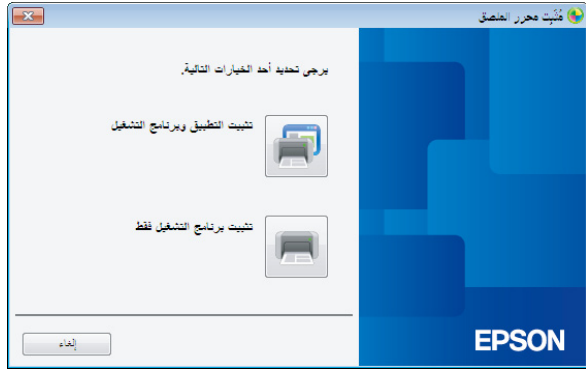 مُثبِت محرر الملصق
يرجى تحديد أحد الخيارات التالية.
تثبيت التطبيق وبرنامج التشغيل
تثبيت برنامج التشغيل فقط
إلغاء
EPSON